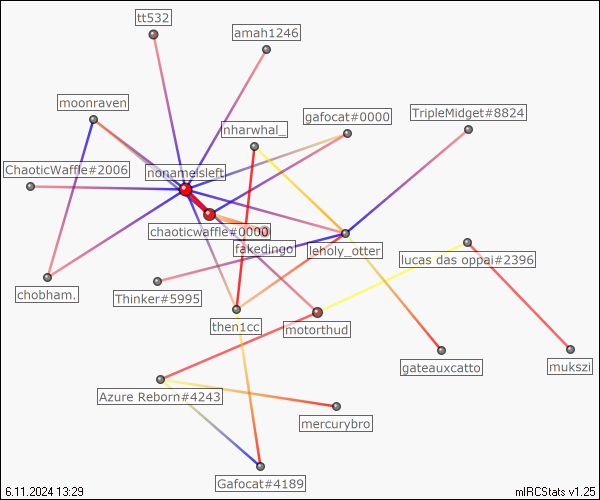 tt532
amah1246
moonraven
gafocat#0000
TripleMidget#8824
nharwhal_
ChaoticWaffle#2006
nonameisleft
chaoticwaffle#0000
fakedingo
leholy_otter
lucas das oppai#2396
chobham.
Thinker#5995
then1cc
motorthud
gateauxcatto
mukszi
Azure Reborn#4243
mercurybro
Gafocat#4189
6.11.2024 13:29
mIRCStats v1.25